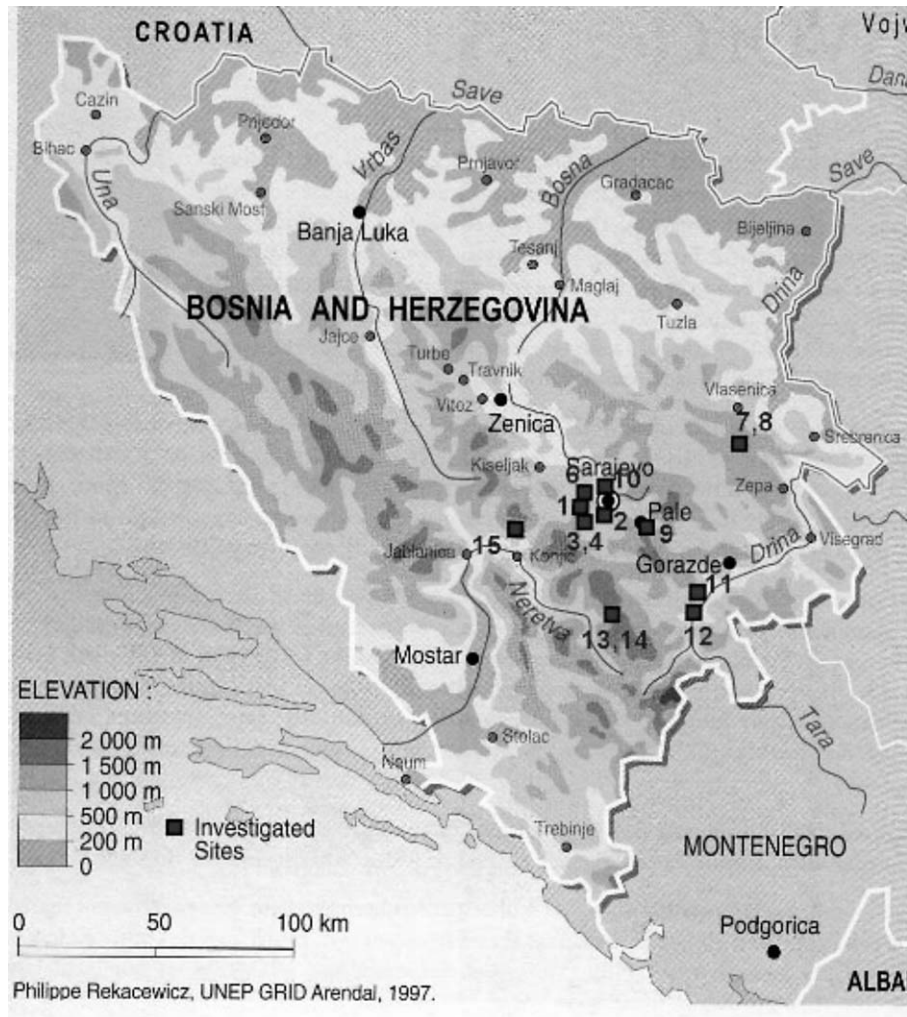 CROATIA
Vojv
Save
Dan
Cazin
Prijedor
Vrbas
Prnjavor
Bosna
Save
Bihac
Una
Gradacac
Sanski Most
Banja Luka
Bijeljina
Tesanj
Drina
Maglaj
BOSNIA AND HERZEGOVINA
Tuzla
Jajce
Turbe
Travnik
Vlasenica
Vitoz
Zenica
7,8
Srebrenica
Kiseljak
Sarajevo
6
10
Zepa
1
2
Pale
15
3,4
9
Drina
Visegrad
Jablanica
Konjic
Gorazde
11
Neretva
13,14
12
Mostar
ELEVATION :
2 000 m
1 500 m
1 000 m
500 m
200 m
0
Tara
Stolac
Neum
Investigated
Sites
Trebinje
MONTENEGRO
0
50
100 km
Podgorica
ALBA
Philippe Rekacewicz, UNEP GRID Arendal, 1997.